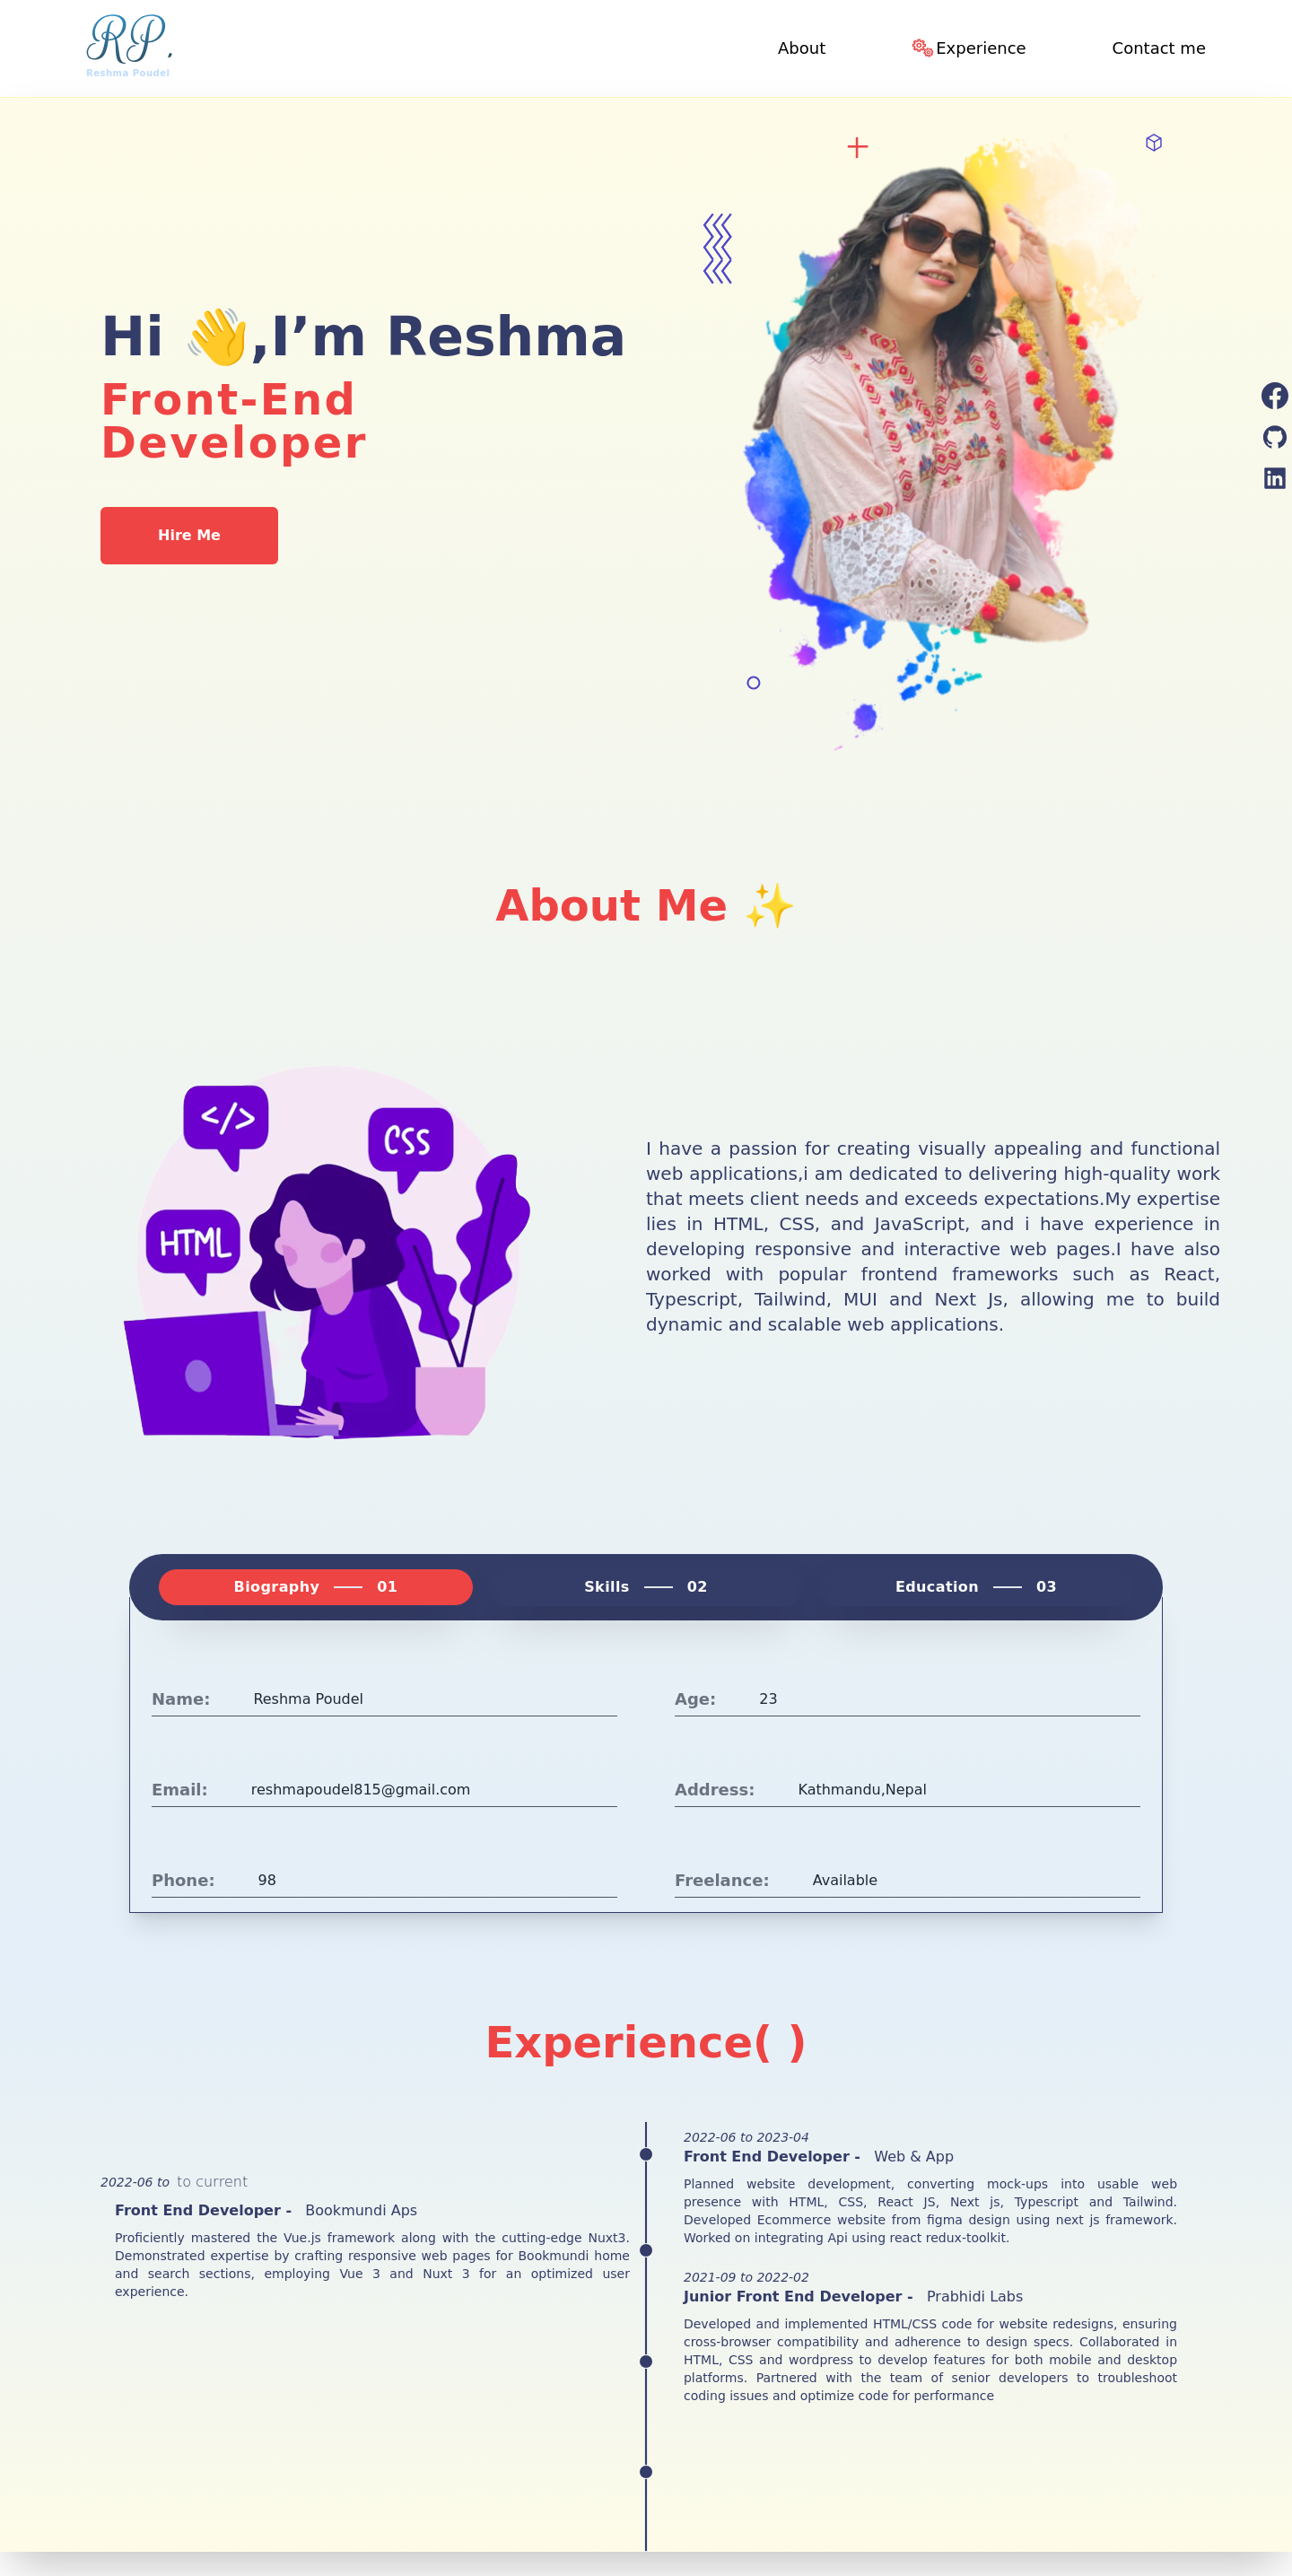 RP.
Reshma Poudel
About
Experience
Contact me
Hi 👋,I’m Reshma
Front-End
Developer
Hire Me
About Me ✨
</>
CSS
HTML
I have a passion for creating visually appealing and functional
web applications,i am dedicated to delivering high-quality work
that meets client needs and exceeds expectations.My expertise
lies in HTML, CSS, and JavaScript, and i have experience in
developing responsive and interactive web pages.I have also
worked with popular frontend frameworks such as React,
Typescript, Tailwind, MUI and Next Js, allowing me to build
dynamic and scalable web applications.
Biography 01
Skills 02
Education 03
Name: Reshma Poudel
Age: 23
Email: reshmapoudel815@gmail.com
Address: Kathmandu,Nepal
Phone: 98
Freelance: Available
Experience( )
2022-06 to to current
Front End Developer - Bookmundi Aps
Proficiently mastered the Vue.js framework along with the cutting-edge Nuxt3.
Demonstrated expertise by crafting responsive web pages for Bookmundi home
and search sections, employing Vue 3 and Nuxt 3 for an optimized user
experience.
2022-06 to 2023-04
Front End Developer - Web & App
Planned website development, converting mock-ups into usable web
presence with HTML, CSS, React JS, Next js, Typescript and Tailwind.
Developed Ecommerce website from figma design using next js framework.
Worked on integrating Api using react redux-toolkit.
2021-09 to 2022-02
Junior Front End Developer - Prabhidi Labs
Developed and implemented HTML/CSS code for website redesigns, ensuring
cross-browser compatibility and adherence to design specs. Collaborated in
HTML, CSS and wordpress to develop features for both mobile and desktop
platforms. Partnered with the team of senior developers to troubleshoot
coding issues and optimize code for performance